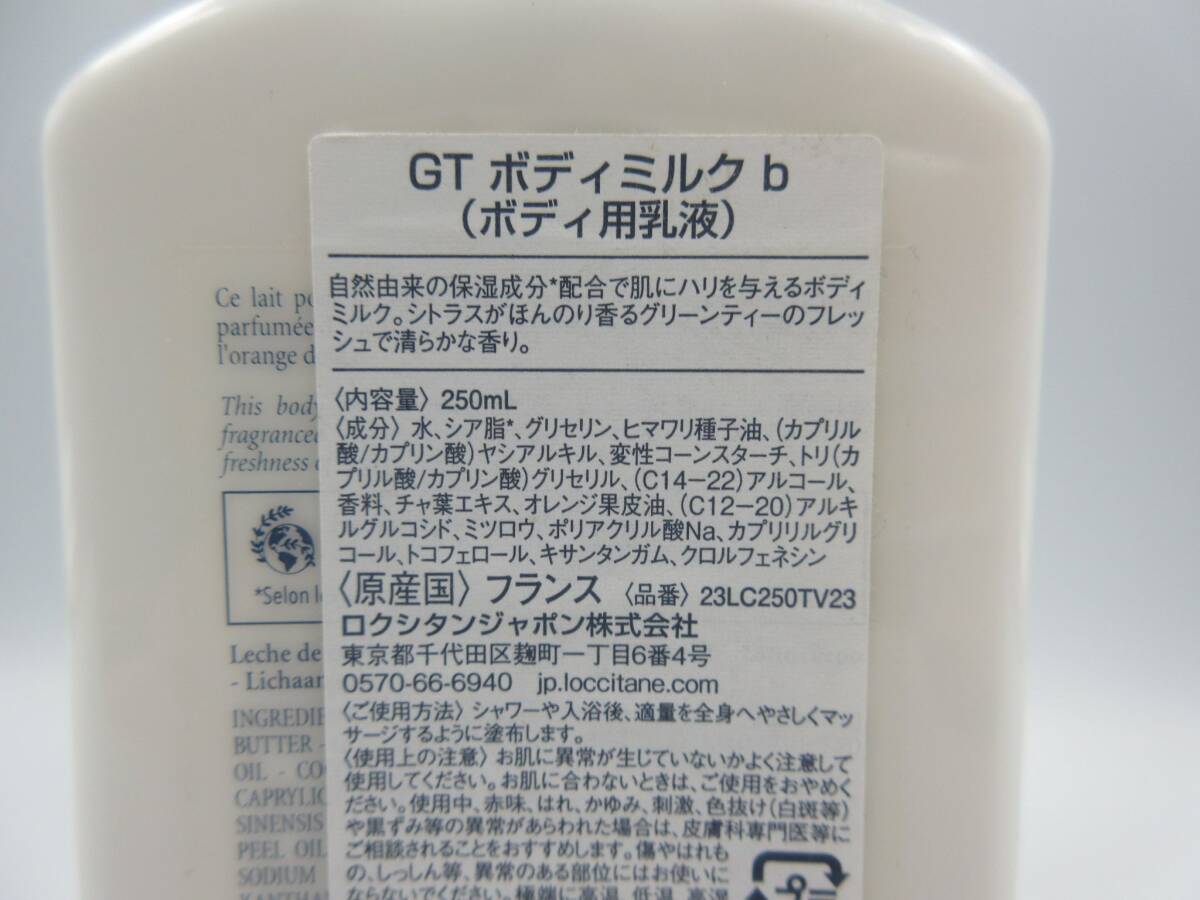 GT ボディミルク b
(ボディ用乳液)
自然由来の保湿成分*配合で肌にハリを与えるボディ
ミルク。シトラスがほんのり香るグリーンティーのフレッ
シュで清らかな香り。
〈内容量〉 250mL
〈成分〉水、シア脂*、グリセリン、ヒマワリ種子油、(カプリル
酸/カプリン酸)ヤシアルキル、変性コーンスターチ、トリ(カ
プリル酸/カプリン酸)グリセリル、(C14-22)アルコール、
香料、チャ葉エキス、オレンジ果皮油、(C12-20)アルキ
ルグルコシド、ミツロウ、ポリアクリル酸Na、カプリリルグリ
コール、トコフェロール、キサンタンガム、クロルフェネシン
〈原産国〉フランス 〈品番〉23LC250TV23
ロクシタンジャポン株式会社
東京都千代田区麹町一丁目6番4号
0570-66-6940 jp.loccitane.com
〈ご使用方法〉シャワーや入浴後、適量を全身へやさしくマッ
サージするように塗布します。
〈使用上の注意〉お肌に異常が生じていないかよく注意して
使用してください。お肌に合わないときは、ご使用をおやめく
ださい。使用中、赤味、はれ、かゆみ、刺激、色抜け(白斑等)
や黒ずみ等の異常があらわれた場合は、皮膚科専門医等に
ご相談されることをおすすめします。傷やはれも
の、しっしん等、異常のある部位にはお使いに
ならないでください。極端に高温、低温、高湿
Ce lait
parfumée
l'orange
This body
fragranced
freshness
*Selon
Leche de
- Lichaam
INGREDIE
BUTTER -
OIL - CO
CAPRYLIC
SINENSIS
PEEL OIL
SODIUM
XANTHA